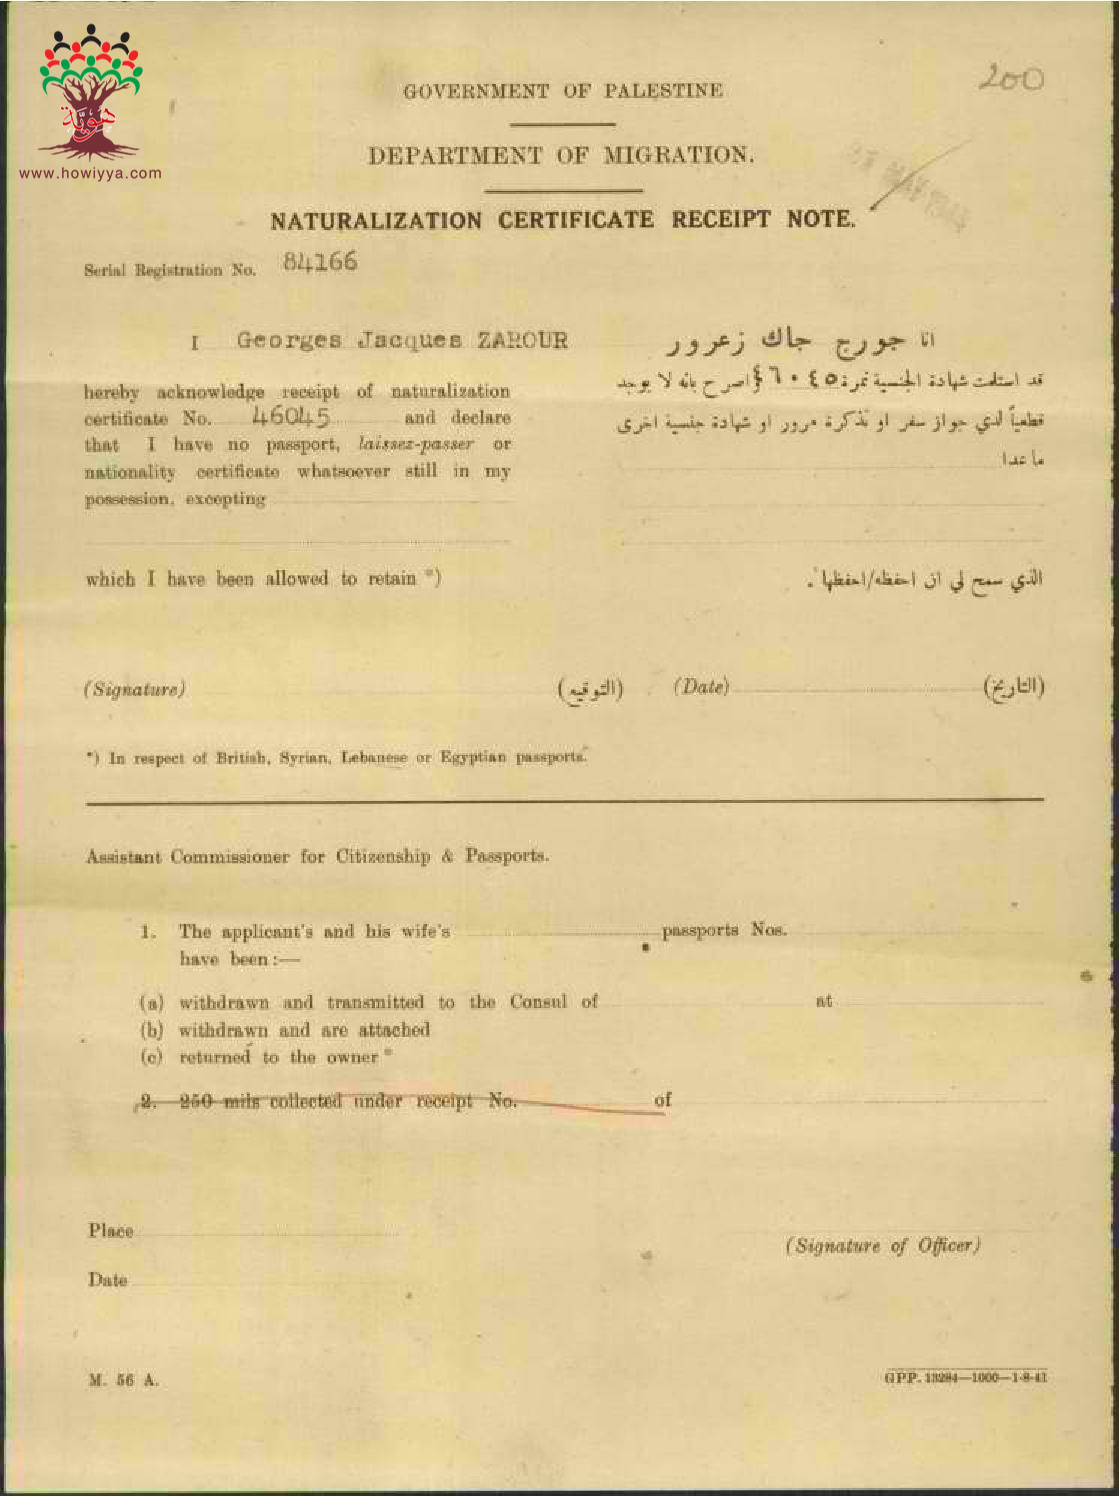 هويّة
www.howiyya.com
200
GOVERNMENT OF PALESTINE
DEPARTMENT OF MIGRATION.
MAY
NATURALIZATION CERTIFICATE RECEIPT NOTE.
Serial Registration No. 84166
I Georges Jacques ZAROUR
hereby acknowledge receipt of naturalization
certificate No. 46045 and declare
that I have no passport, laissez-passer or
nationality certificate whatsoever still in my
possession, excepting
which I have been allowed to retain *)
انا جورج جاك زعرور
قد استلمت شهادة الجنسية نمرة ٤٦٠٤٥ اصرح بانه لا يوجد
قطعياً لدي جواز سفر او تذكرة مرور او شهادة جنسية اخرى
ما عدا
الذي سمح لي ان احفظه/احفظها.
(Signature) (التوقيع) (Date) (التاريخ)
*) In respect of British, Syrian, Lebanese or Egyptian passports.
Assistant Commissioner for Citizenship & Passports.
1. The applicant's and his wife's passports Nos.
have been:—
(a) withdrawn and transmitted to the Consul of at
(b) withdrawn and are attached
(c) returned to the owner *
2. 250 mils collected under receipt No. of
Place
(Signature of Officer)
Date
M. 56 A.
GPP. 13284—1000—1-8-41